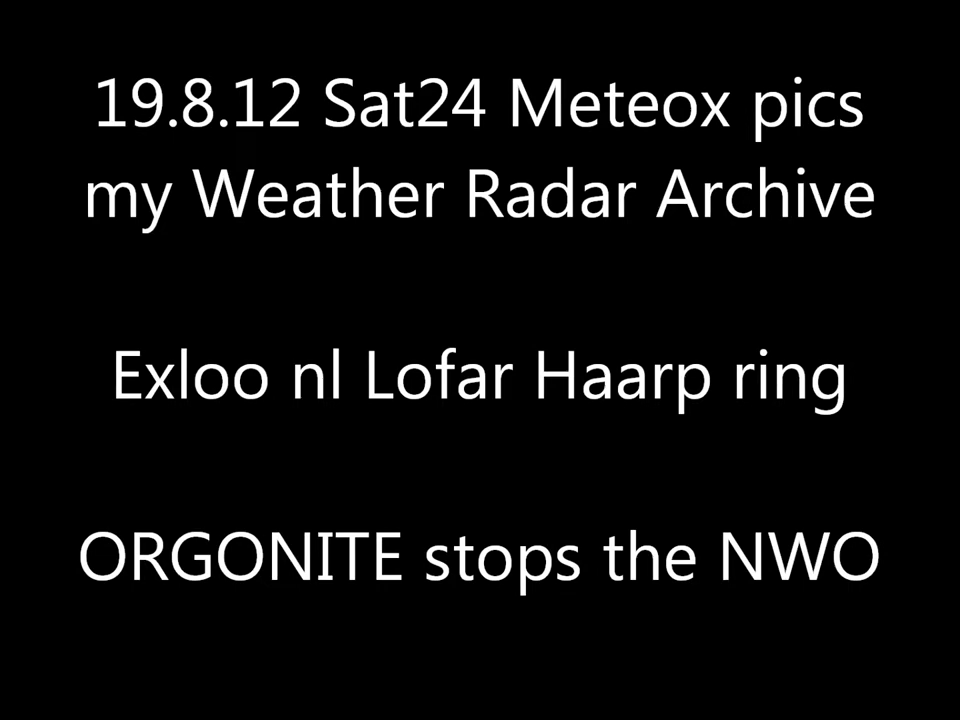 19.8.12 Sat24 Meteox pics
my Weather Radar Archive
Exloo nl Lofar Haarp ring
ORGONITE stops the NWO